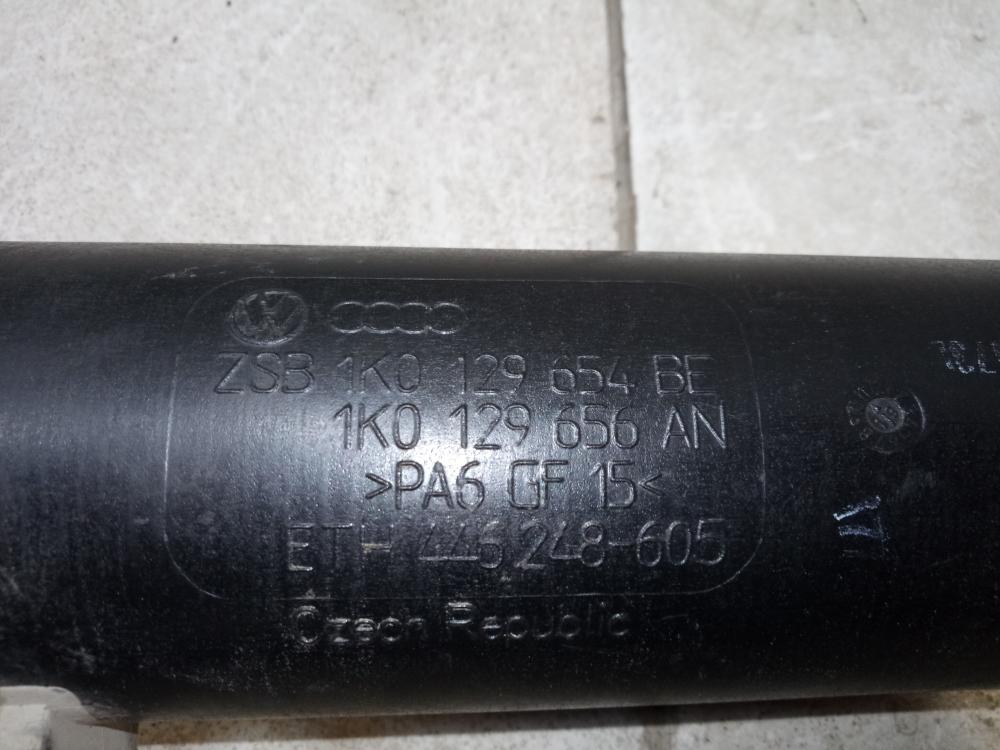 ZSB 1K0 129 654 BE
1K0 129 656 AN
>PA6 GF 15<
ETH 446 248-605
Czech Republic